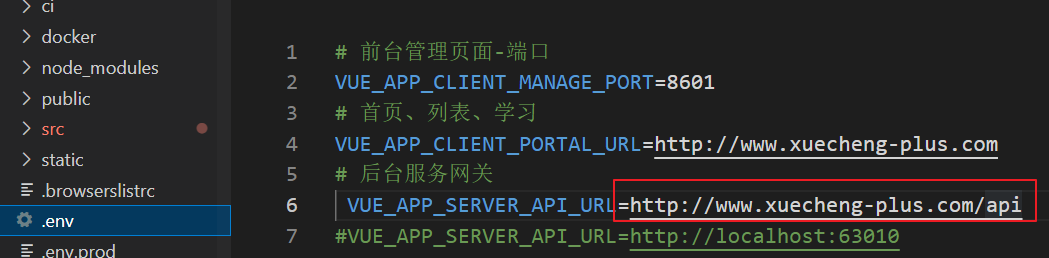 ci
docker
node_modules
public
src
static
.browserslistrc
.env
.env.prod
1 # 前台管理页面-端口
2 VUE_APP_CLIENT_MANAGE_PORT=8601
3 # 首页、列表、学习
4 VUE_APP_CLIENT_PORTAL_URL=http://www.xuecheng-plus.com
5 # 后台服务网关
6 VUE_APP_SERVER_API_URL=http://www.xuecheng-plus.com/api
7 #VUE_APP_SERVER_API_URL=http://localhost:63010